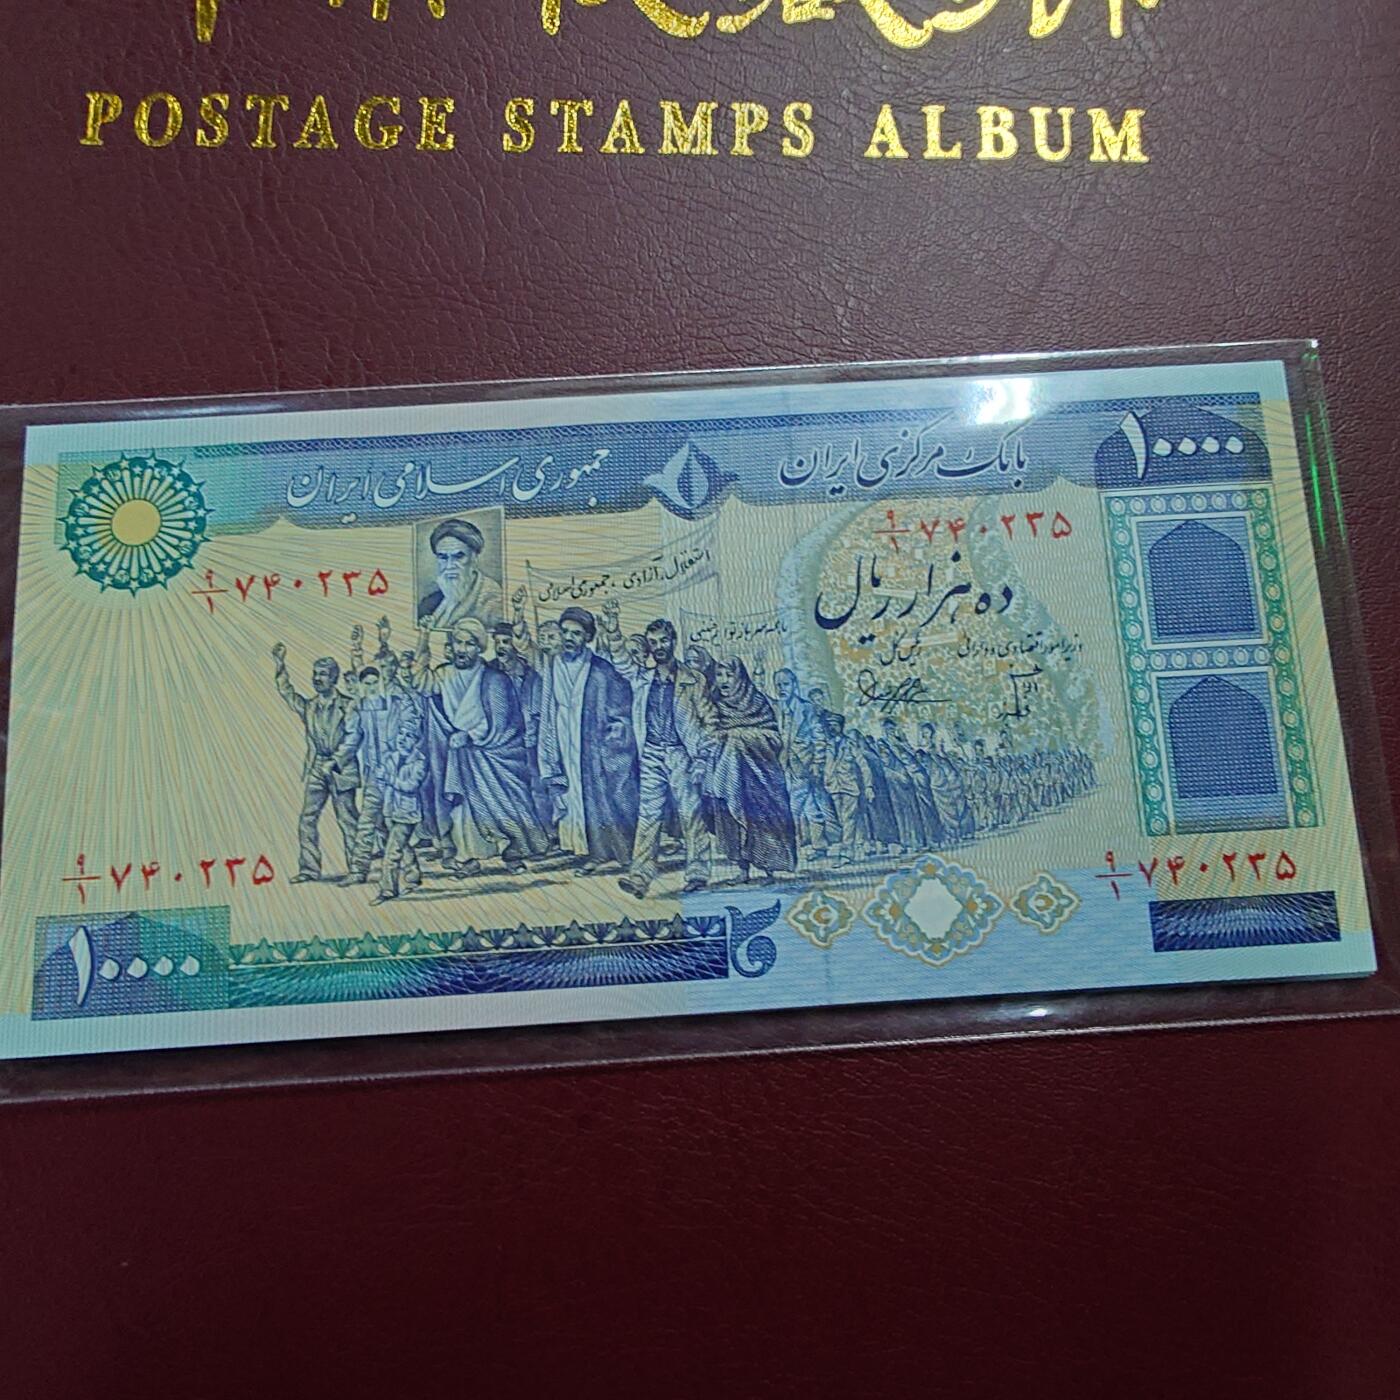 POSTAGE STAMPS ALBUM
بانک مرکزی ایران
جمهوری اسلامی ایران
۱۰۰۰۰
۹/۱ ۷۴۰۲۳۵
۹/۱ ۷۴۰۲۳۵
استقلال، آزادی، جمهوری اسلامی
ده هزار ریال
وزیر امور اقتصادی و دارائی
رئیس کل
۹/۱ ۷۴۰۲۳۵
۹/۱ ۷۴۰۲۳۵
۱۰۰۰۰